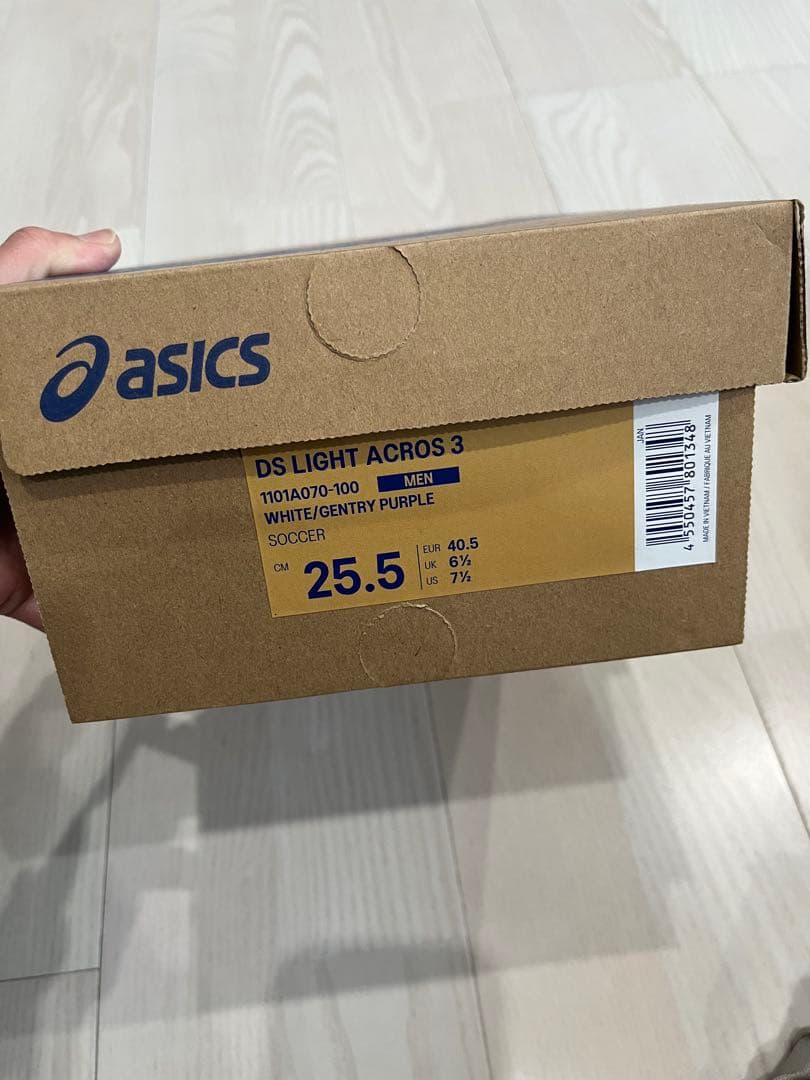 asics
DS LIGHT ACROS 3
1101A070-100 MEN
WHITE/GENTRY PURPLE
SOCCER
CM 25.5
EUR 40.5
UK 6½
US 7½
JAN
4 550457 801348
MADE IN VIETNAM / FABRIQUE AU VIETNAM